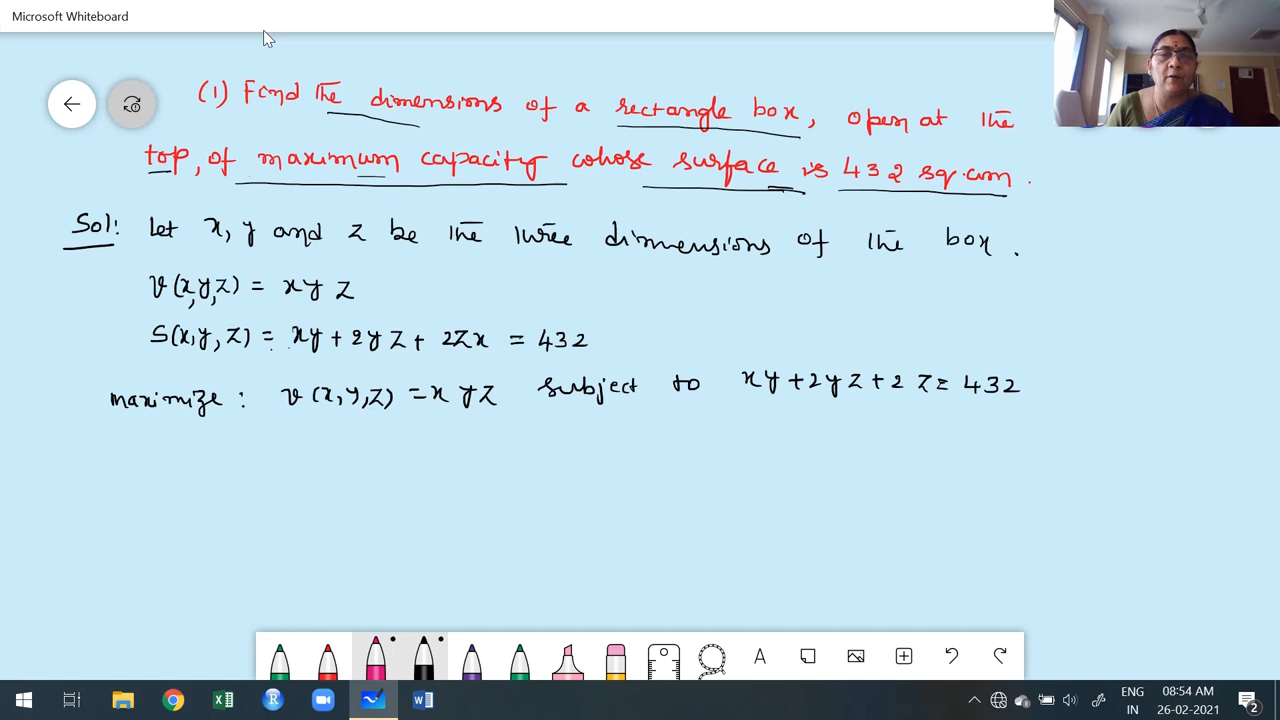 Microsoft Whiteboard
(1) Find the dimensions of a rectangle box, open at the
top, of maximum capacity whose surface is 432 sq.cm.
Sol: Let x, y and z be the three dimensions of the box.
V(x,y,z) = xyz
S(x,y,z) = xy + 2yz + 2zx = 432
maximize: V(x,y,z) = xyz subject to xy + 2yz + 2 z = 432
A
W
R
ENG
IN
08:54 AM
26-02-2021
2